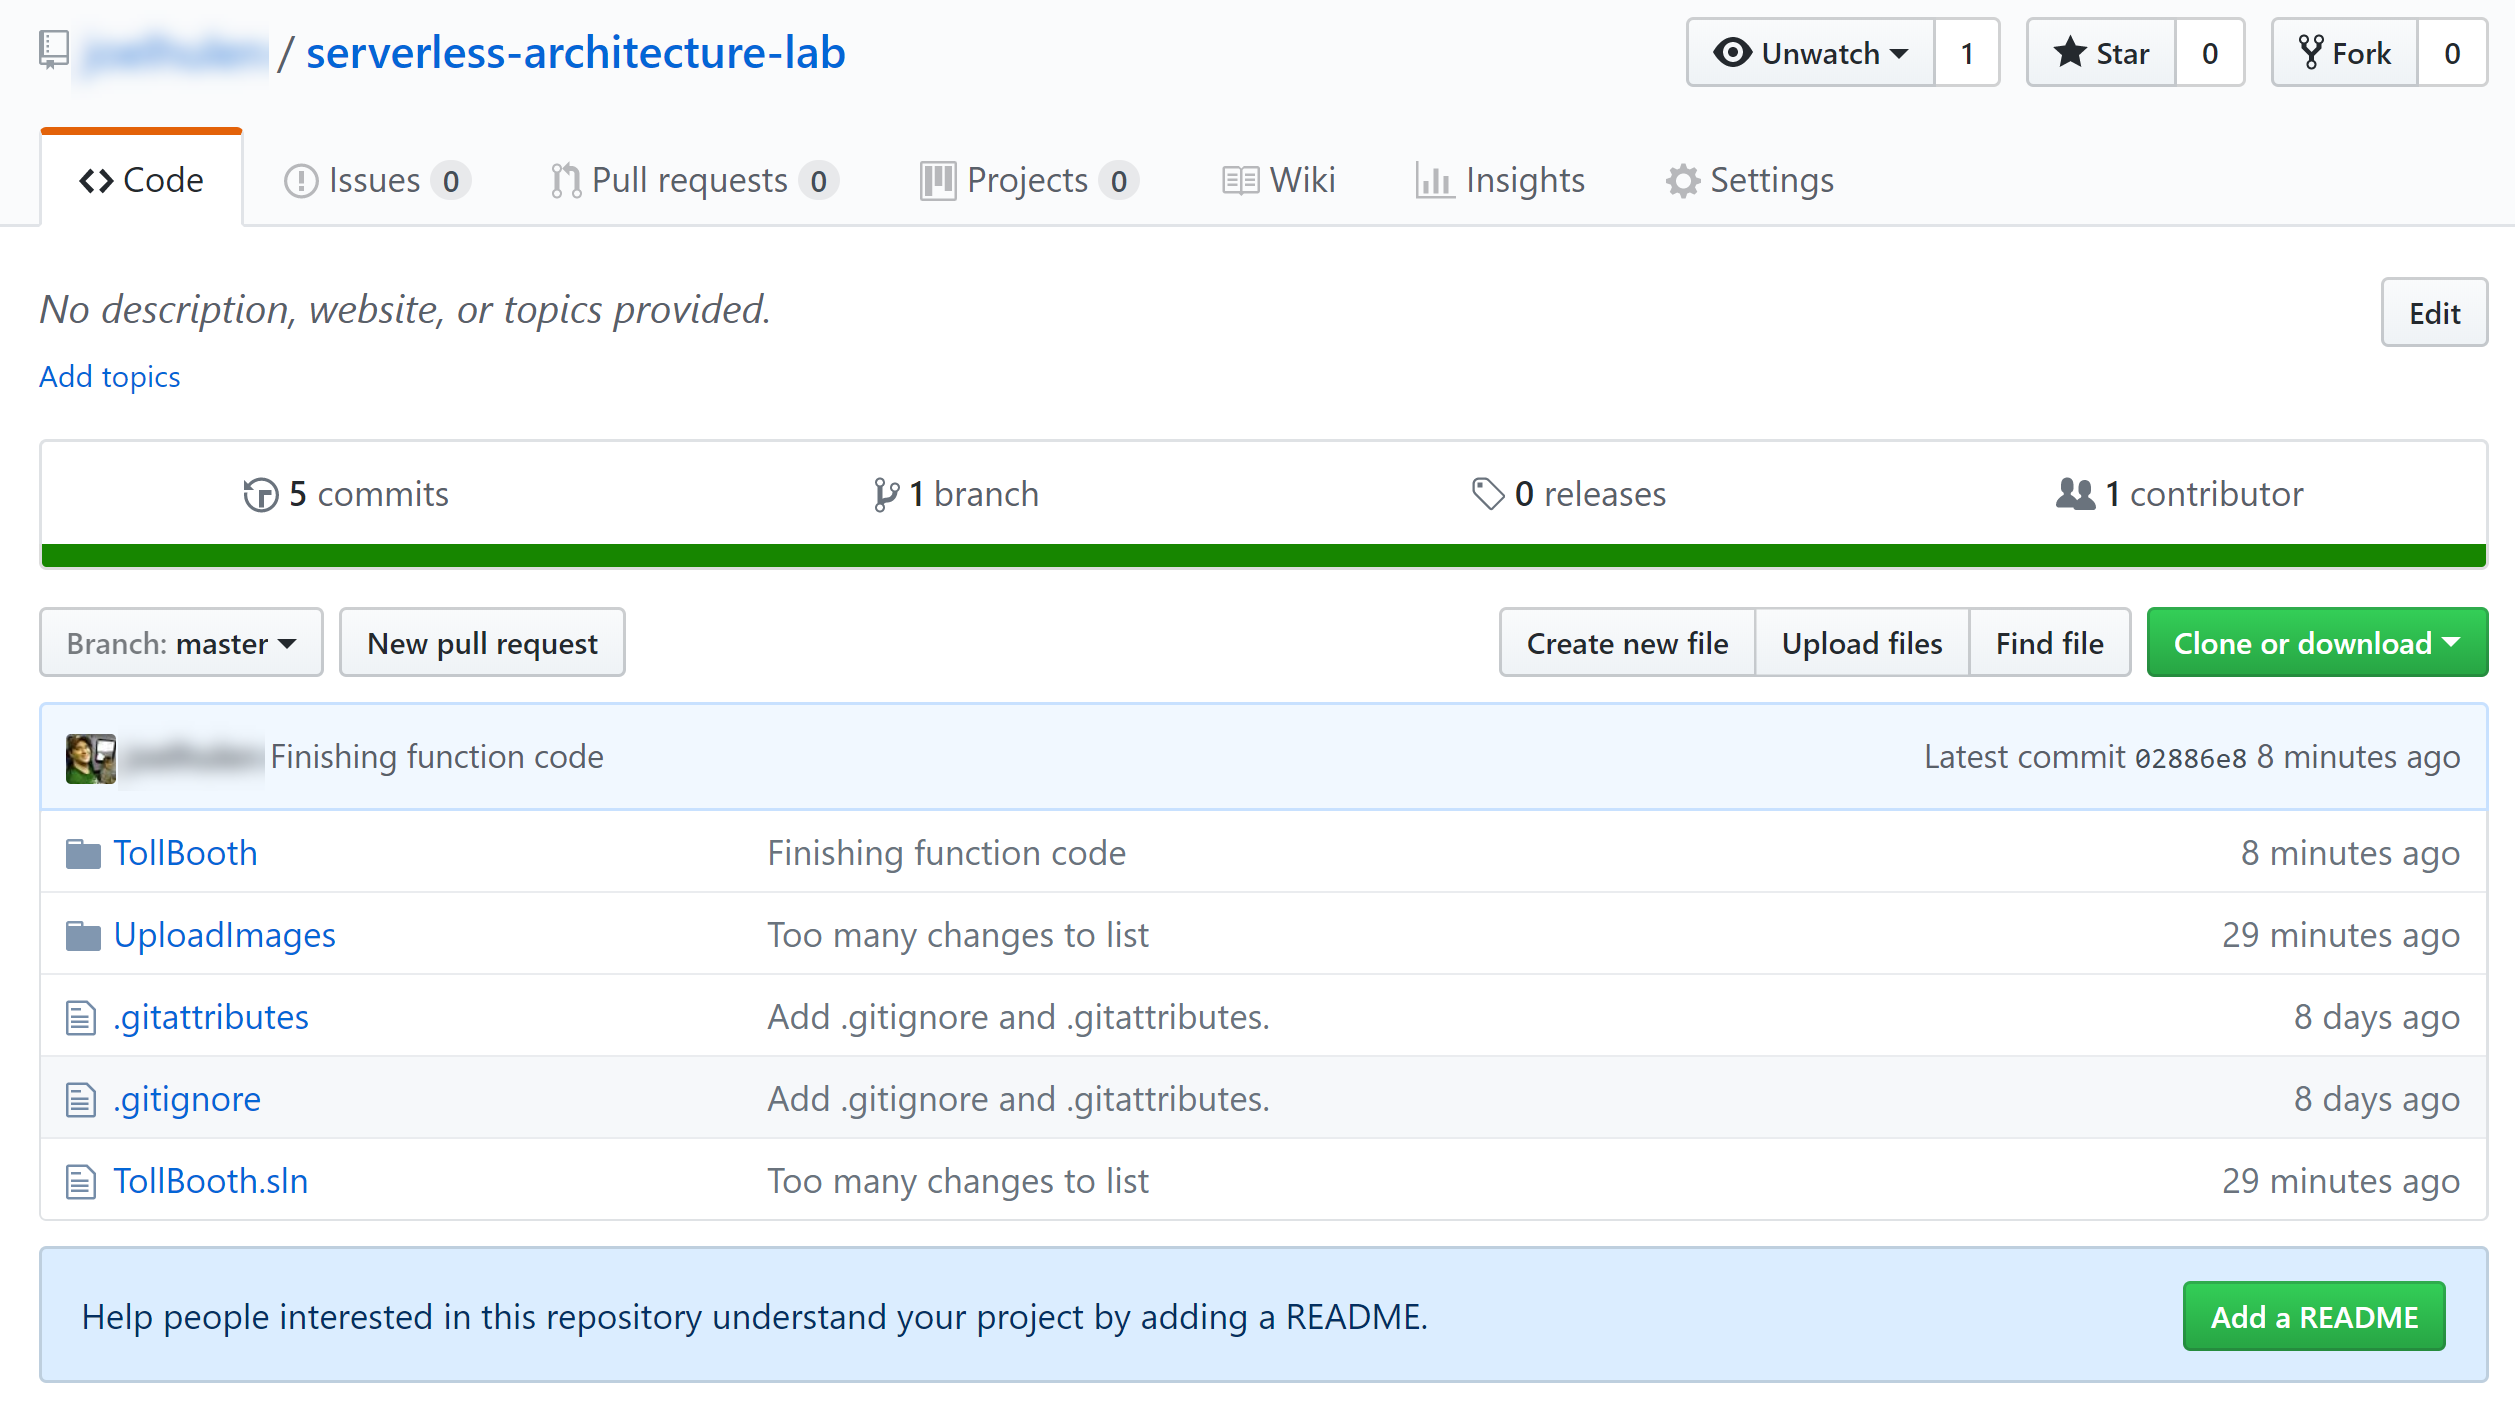 / serverless-architecture-lab Unwatch 1 Star 0 Fork 0
Code Issues 0 Pull requests 0 Projects 0 Wiki Insights Settings
No description, website, or topics provided. Edit
Add topics
5 commits 1 branch 0 releases 1 contributor
Branch: master New pull request Create new file Upload files Find file Clone or download
Finishing function code Latest commit 02886e8 8 minutes ago
TollBooth Finishing function code 8 minutes ago
UploadImages Too many changes to list 29 minutes ago
.gitattributes Add .gitignore and .gitattributes. 8 days ago
.gitignore Add .gitignore and .gitattributes. 8 days ago
TollBooth.sln Too many changes to list 29 minutes ago
Help people interested in this repository understand your project by adding a README. Add a README